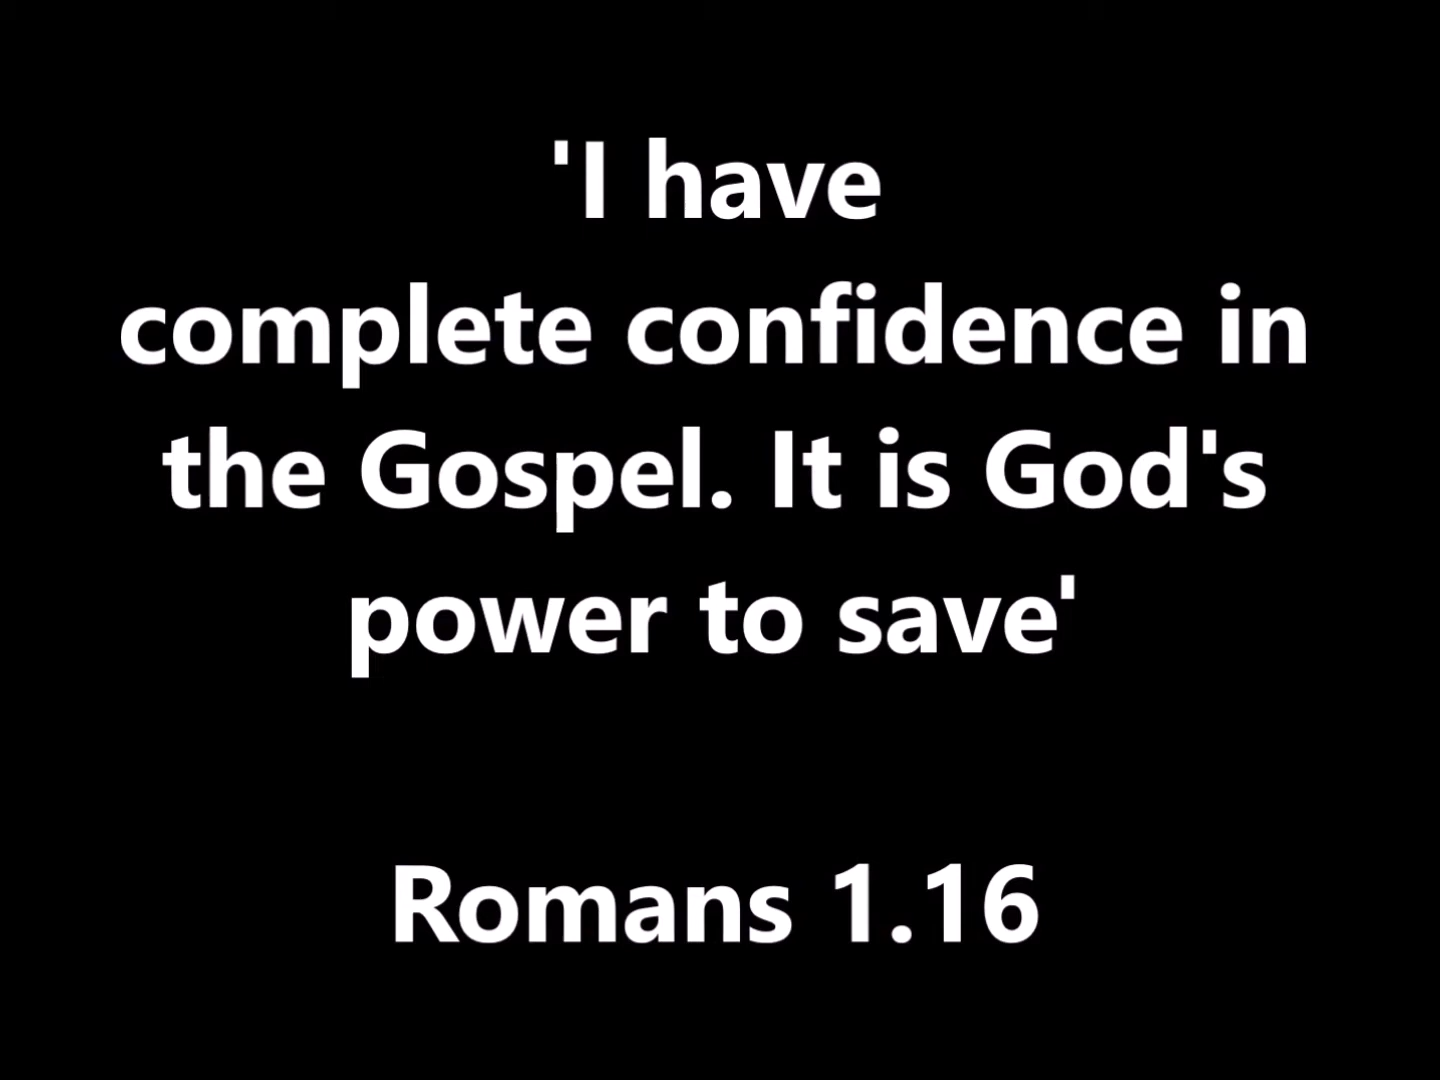 'I have
complete confidence in
the Gospel. It is God's
power to save'
Romans 1.16